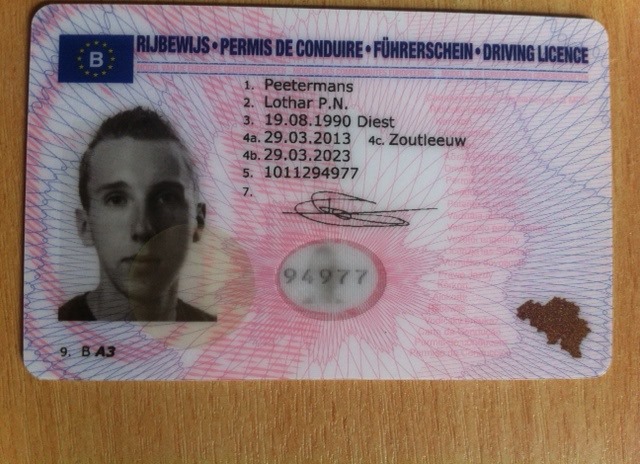 B
RIJBEWIJS • PERMIS DE CONDUIRE • FÜHRERSCHEIN • DRIVING LICENCE
1. Peetermans
2. Lothar P.N.
3. 19.08.1990 Diest
4a. 29.03.2013 4c. Zoutleeuw
4b. 29.03.2023
5. 1011294977
7.
94977
9. B A3